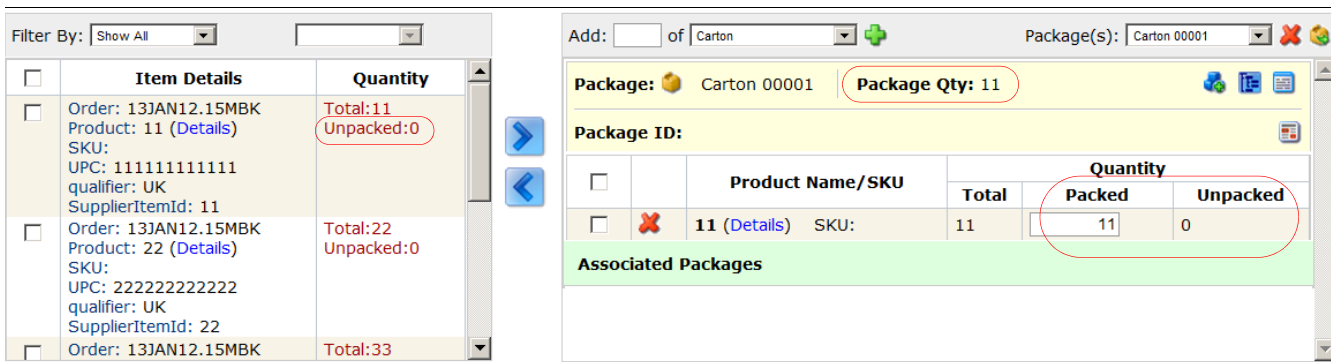 Filter By: Show All
Item Details Quantity
Order: 13JAN12.15MBK Total:11
Product: 11 (Details) Unpacked:0
SKU:
UPC: 111111111111
qualifier: UK
SupplierItemId: 11
Order: 13JAN12.15MBK Total:22
Product: 22 (Details) Unpacked:0
SKU:
UPC: 222222222222
qualifier: UK
SupplierItemId: 22
Order: 13JAN12.15MBK Total:33
Add: of Carton Package(s): Carton 00001
Package: Carton 00001 Package Qty: 11
Package ID:
Product Name/SKU Quantity
Total Packed Unpacked
11 (Details) SKU: 11 11 0
Associated Packages